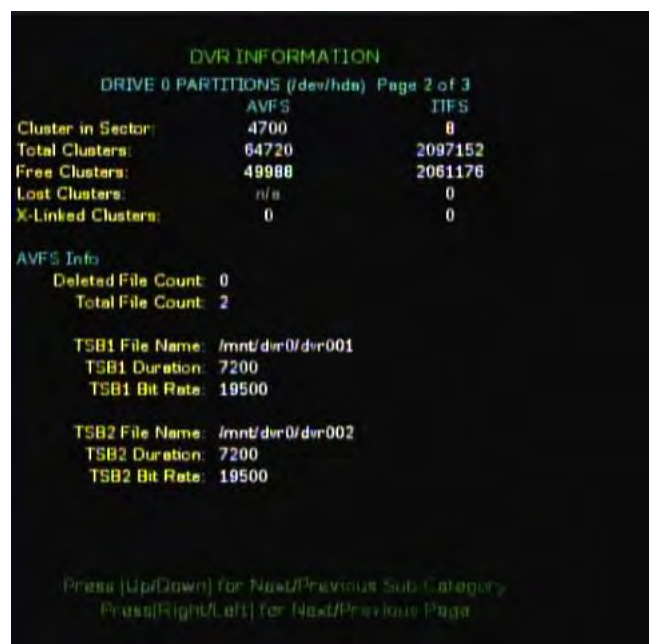 DVR INFORMATION
DRIVE 0 PARTITIONS (/dev/hda) Page 2 of 3
AVFS ITFS
Cluster in Sector: 4700 8
Total Clusters: 64720 2097152
Free Clusters: 49988 2061176
Lost Clusters: n/a 0
X-Linked Clusters: 0 0
AVFS Info
Deleted File Count: 0
Total File Count: 2
TSB1 File Name: /mnt/dvr0/dvr001
TSB1 Duration: 7200
TSB1 Bit Rate: 19500
TSB2 File Name: /mnt/dvr0/dvr002
TSB2 Duration: 7200
TSB2 Bit Rate: 19500
Press [Up/Down] for Next/Previous Sub Category
Press[Right/Left] for Next/Previous Page